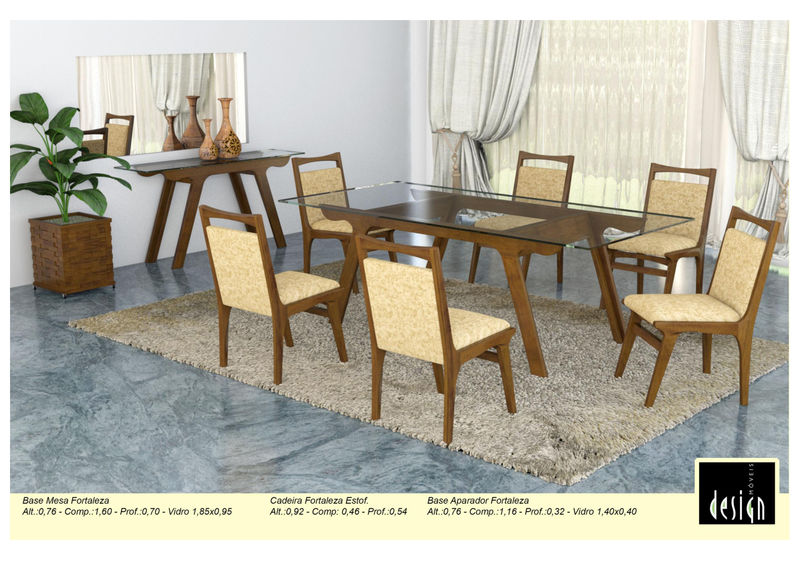 Base Mesa Fortaleza
Alt.:0,76 - Comp.:1,60 - Prof.:0,70 - Vidro 1,85x0,95
Cadeira Fortaleza Estof.
Alt.:0,92 - Comp: 0,46 - Prof.:0,54
Base Aparador Fortaleza
Alt.:0,76 - Comp.:1,16 - Prof.:0,32 - Vidro 1,40x0,40
design
MÓVEIS